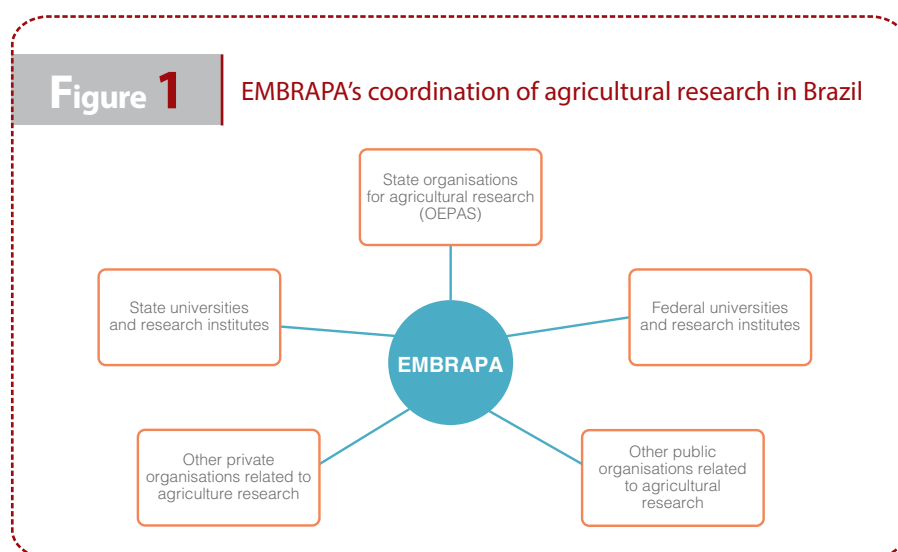 Figure 1
EMBRAPA's coordination of agricultural research in Brazil
State organisations
for agricultural research
(OEPAS)
State universities
and research institutes
Federal universities
and research institutes
EMBRAPA
Other private
organisations related to
agriculture research
Other public
organisations related
to agricultural
research